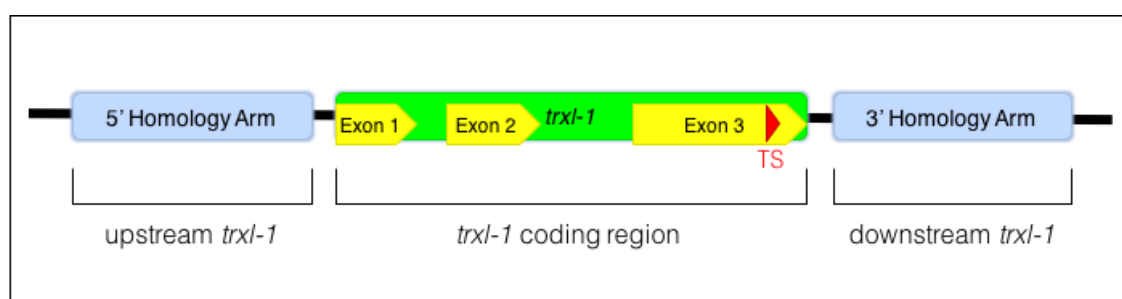 5’ Homology Arm
Exon 1
Exon 2
trxl-1
Exon 3
3’ Homology Arm
TS
upstream trxl-1
trxl-1 coding region
downstream trxl-1